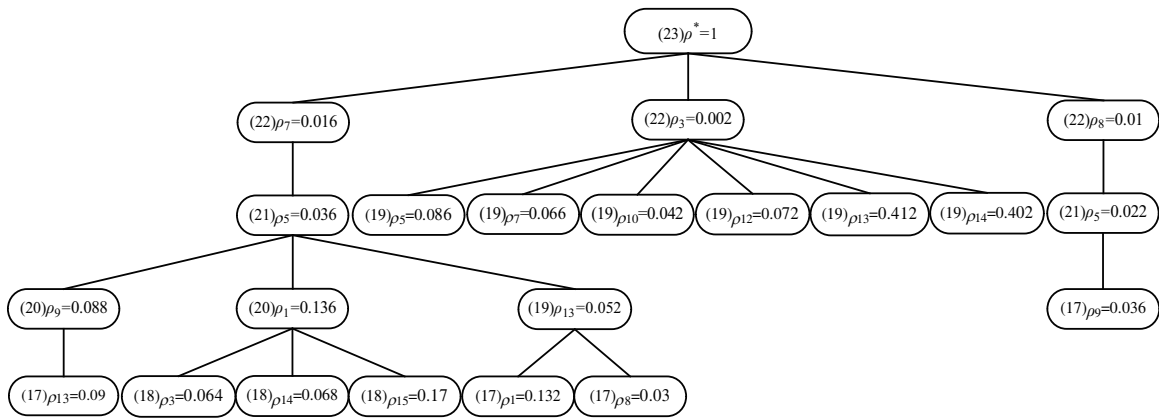 (23)ρ*=1
(22)ρ7=0.016
(22)ρ3=0.002
(22)ρ8=0.01
(21)ρ5=0.036
(19)ρ5=0.086
(19)ρ7=0.066
(19)ρ10=0.042
(19)ρ12=0.072
(19)ρ13=0.412
(19)ρ14=0.402
(21)ρ5=0.022
(20)ρ9=0.088
(20)ρ1=0.136
(19)ρ13=0.052
(17)ρ9=0.036
(17)ρ13=0.09
(18)ρ3=0.064
(18)ρ14=0.068
(18)ρ15=0.17
(17)ρ1=0.132
(17)ρ8=0.03